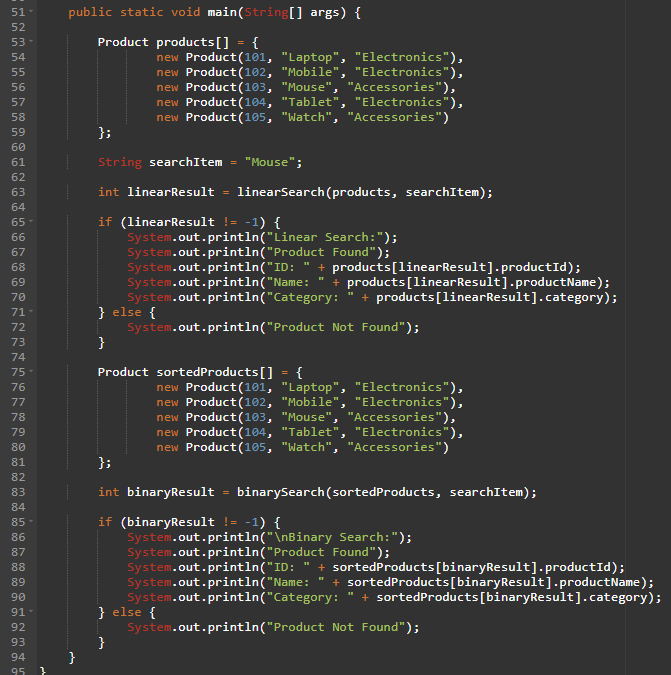 51 public static void main(String[] args) {
52
53 Product products[] = {
54 new Product(101, "Laptop", "Electronics"),
55 new Product(102, "Mobile", "Electronics"),
56 new Product(103, "Mouse", "Accessories"),
57 new Product(104, "Tablet", "Electronics"),
58 new Product(105, "Watch", "Accessories")
59 };
60
61 String searchItem = "Mouse";
62
63 int linearResult = linearSearch(products, searchItem);
64
65 if (linearResult != -1) {
66 System.out.println("Linear Search:");
67 System.out.println("Product Found");
68 System.out.println("ID: " + products[linearResult].productId);
69 System.out.println("Name: " + products[linearResult].productName);
70 System.out.println("Category: " + products[linearResult].category);
71 } else {
72 System.out.println("Product Not Found");
73 }
74
75 Product sortedProducts[] = {
76 new Product(101, "Laptop", "Electronics"),
77 new Product(102, "Mobile", "Electronics"),
78 new Product(103, "Mouse", "Accessories"),
79 new Product(104, "Tablet", "Electronics"),
80 new Product(105, "Watch", "Accessories")
81 };
82
83 int binaryResult = binarySearch(sortedProducts, searchItem);
84
85 if (binaryResult != -1) {
86 System.out.println("\nBinary Search:");
87 System.out.println("Product Found");
88 System.out.println("ID: " + sortedProducts[binaryResult].productId);
89 System.out.println("Name: " + sortedProducts[binaryResult].productName);
90 System.out.println("Category: " + sortedProducts[binaryResult].category);
91 } else {
92 System.out.println("Product Not Found");
93 }
94 }
95 }